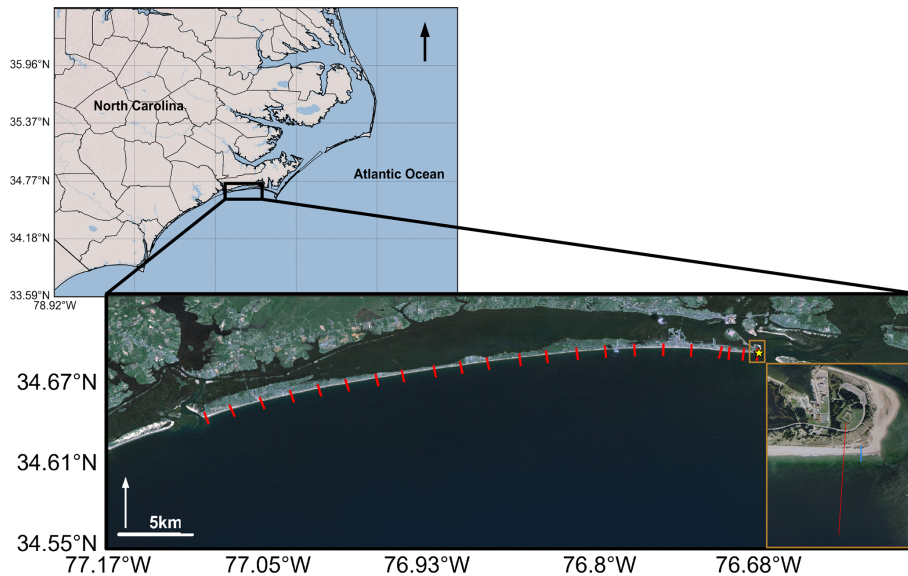 35.96°N
North Carolina
35.37°N
34.77°N
Atlantic Ocean
34.18°N
33.59°N
78.92°W
34.67°N
34.61°N
5km
34.55°N
77.17°W
77.05°W
76.93°W
76.8°W
76.68°W